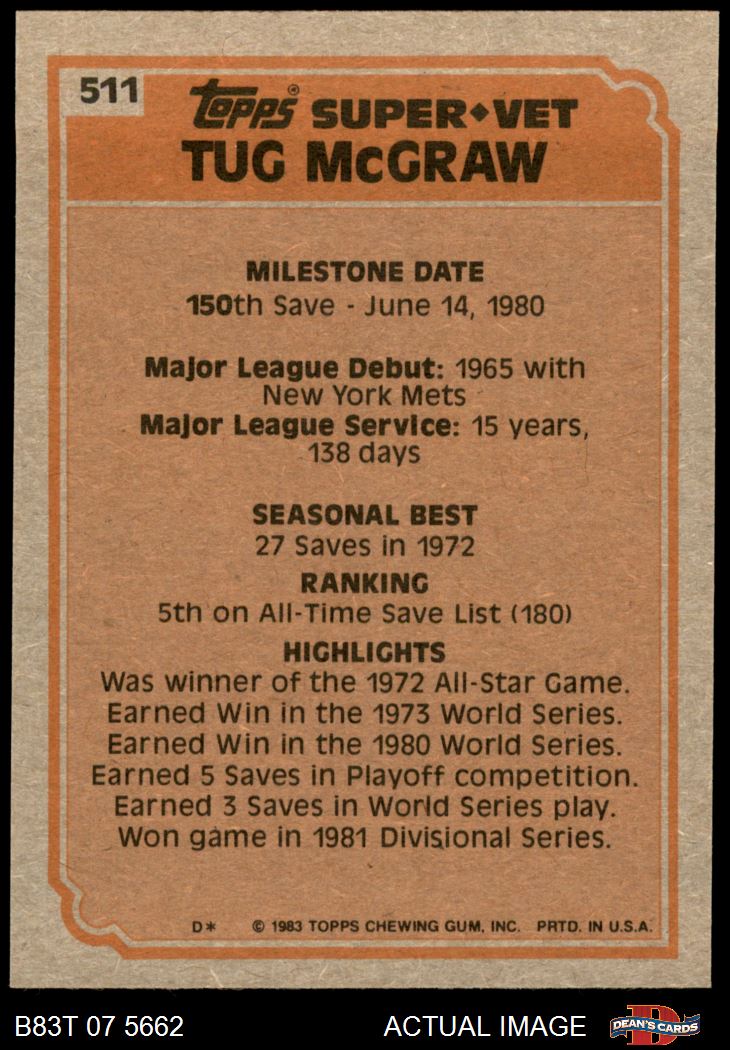 511
Topps® SUPER◆VET
TUG McGRAW
MILESTONE DATE
150th Save - June 14, 1980
Major League Debut: 1965 with
New York Mets
Major League Service: 15 years,
138 days
SEASONAL BEST
27 Saves in 1972
RANKING
5th on All-Time Save List (180)
HIGHLIGHTS
Was winner of the 1972 All-Star Game.
Earned Win in the 1973 World Series.
Earned Win in the 1980 World Series.
Earned 5 Saves in Playoff competition.
Earned 3 Saves in World Series play.
Won game in 1981 Divisional Series.
D* © 1983 TOPPS CHEWING GUM, INC. PRTD. IN U.S.A.
B83T 07 5662 ACTUAL IMAGE
D
DEAN'S CARDS